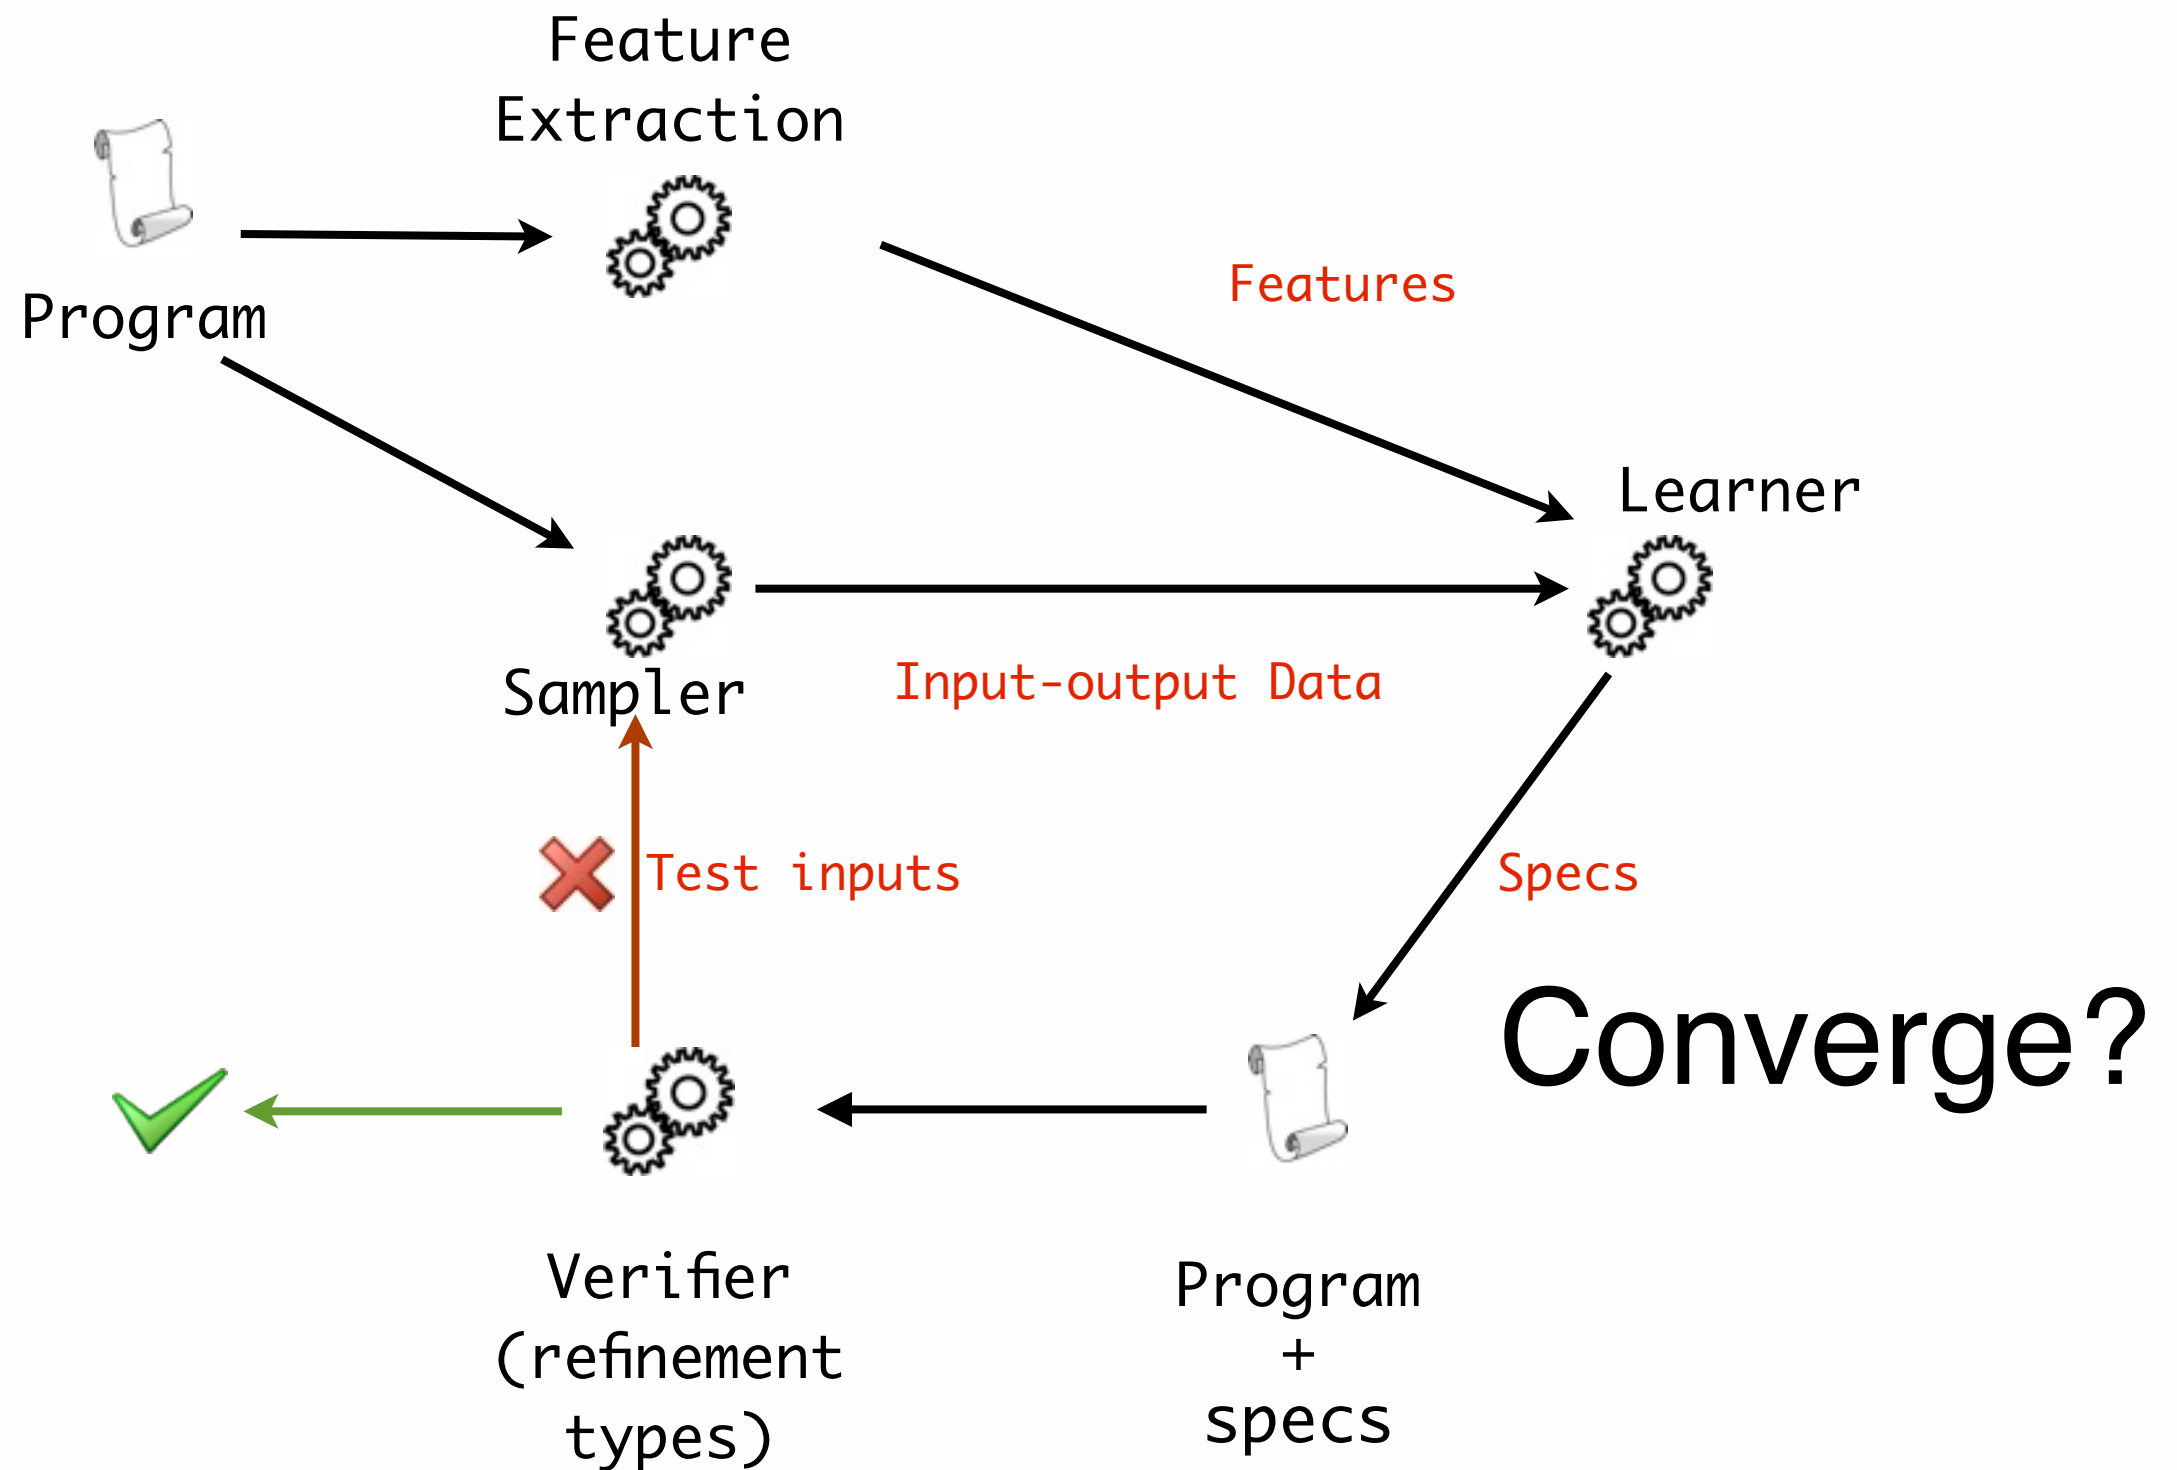 Feature
Extraction
Program
Features
Learner
Sampler
Input-output Data
Test inputs
Specs
Converge?
Verifier
(refinement
types)
Program
+
specs